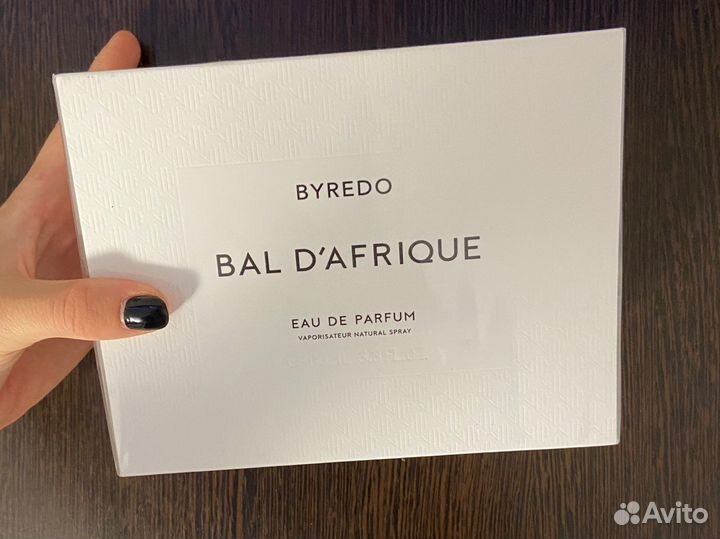 BYREDO
BAL D'AFRIQUE
EAU DE PARFUM
VAPORISATEUR NATURAL SPRAY
Avito